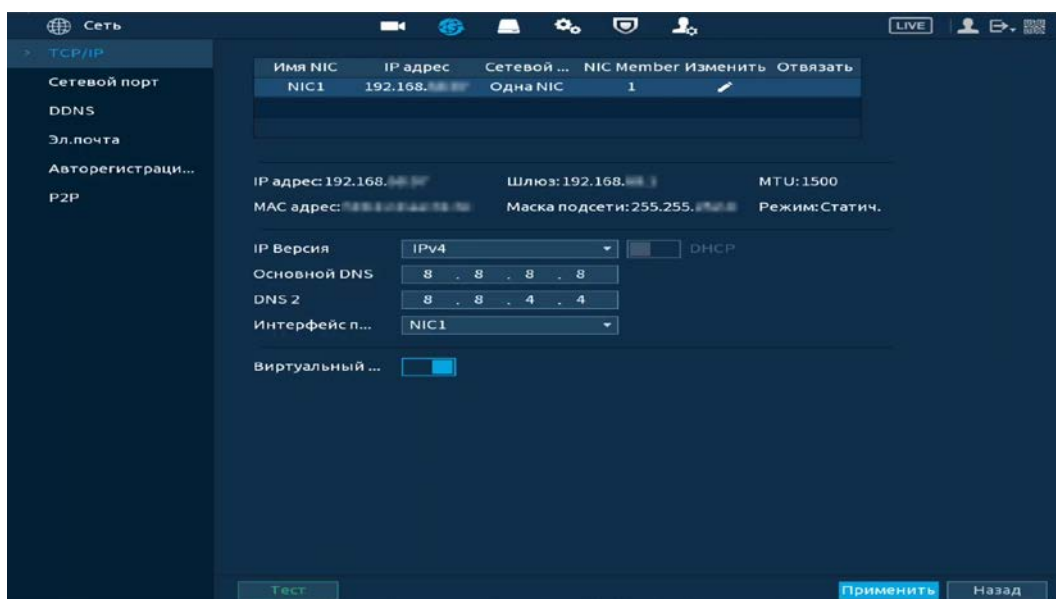 Сеть LIVE
TCP/IP
Сетевой порт
DDNS
Эл.почта
Авторегистраци...
P2P
Имя NIC IP адрес Сетевой ... NIC Member Изменить Отвязать
NIC1 192.168. Одна NIC 1
IP адрес:192.168. Шлюз:192.168. MTU:1500
MAC адрес: Маска подсети:255.255. Режим:Статич.
IP Версия IPv4 DHCP
Основной DNS 8 . 8 . 8 . 8
DNS 2 8 . 8 . 4 . 4
Интерфейс п... NIC1
Виртуальный ...
Тест Применить Назад